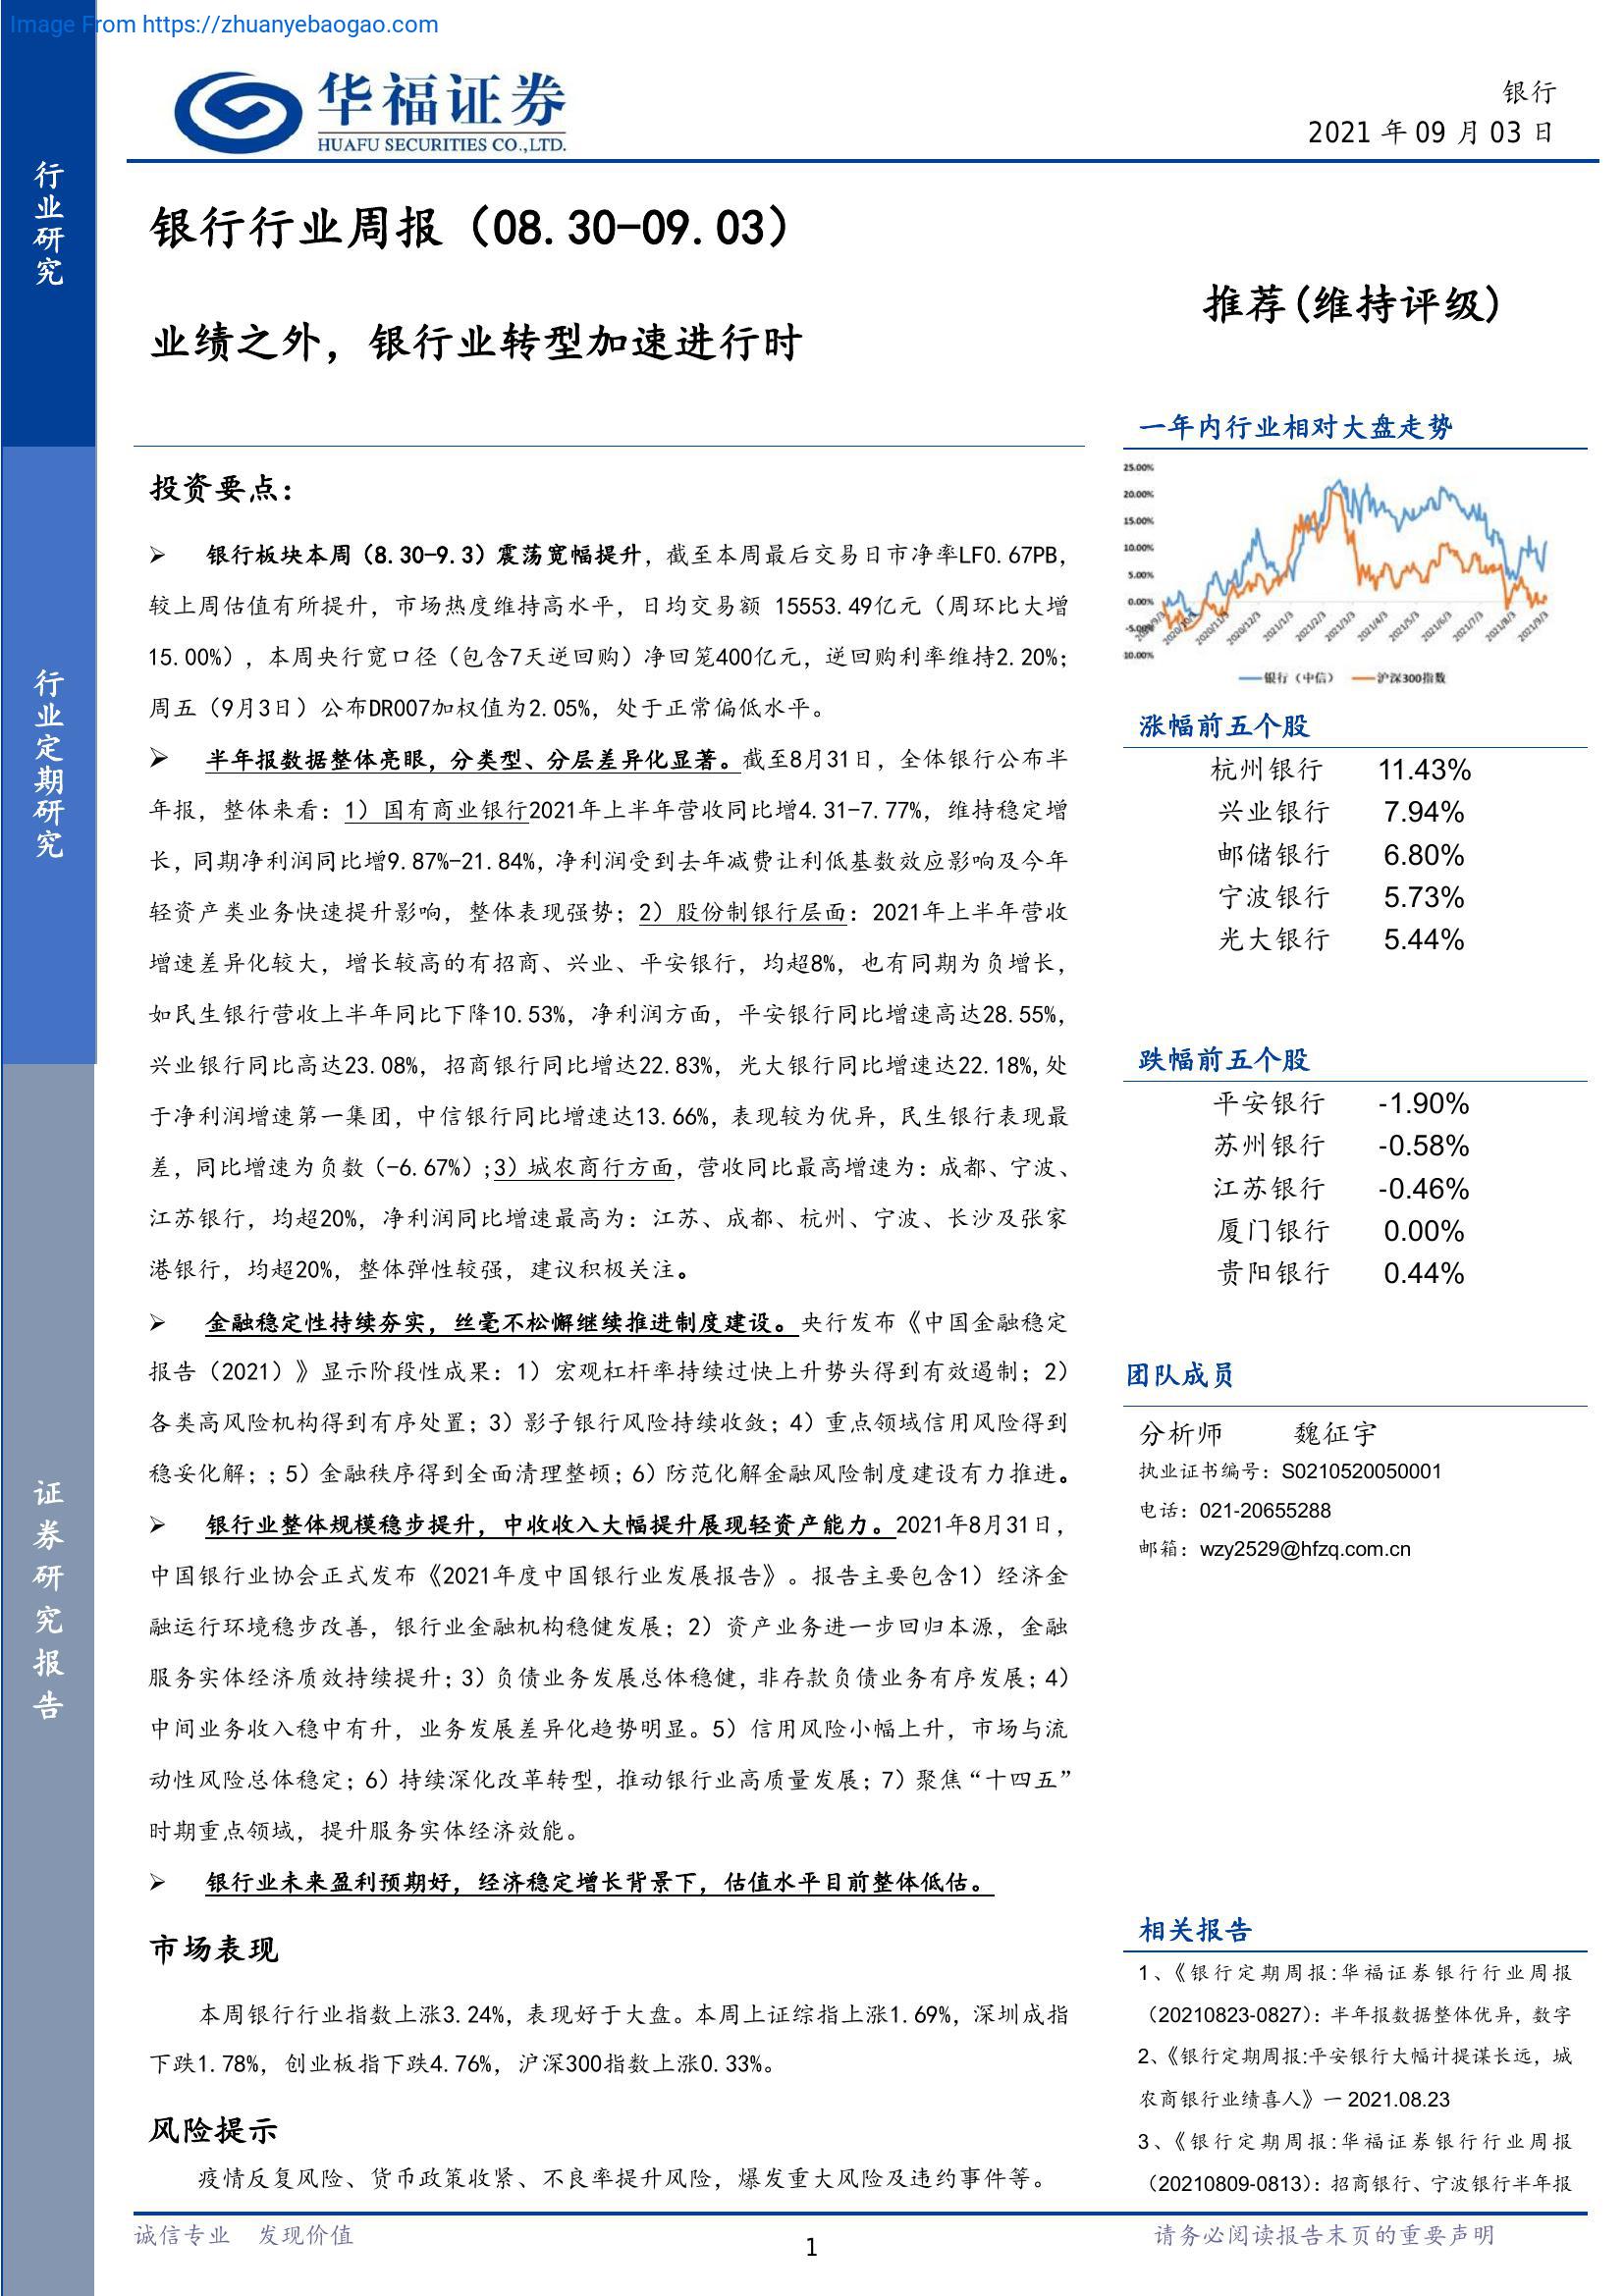 Image From https://zhuanyebaogao.com
华福证券
HUAFU SECURITIES CO.,LTD.
银行
2021 年 09 月 03 日
行业研究
行业定期研究
证券研究报告
银行行业周报（08.30-09.03）
业绩之外，银行业转型加速进行时
推荐(维持评级)
投资要点：
➢ 银行板块本周（8.30-9.3）震荡宽幅提升，截至本周最后交易日市净率LF0.67PB，
较上周估值有所提升，市场热度维持高水平，日均交易额 15553.49亿元（周环比大增
15.00%），本周央行宽口径（包含7天逆回购）净回笼400亿元，逆回购利率维持2.20%；
周五（9月3日）公布DR007加权值为2.05%，处于正常偏低水平。
➢ 半年报数据整体亮眼，分类型、分层差异化显著。截至8月31日，全体银行公布半
年报，整体来看：1）国有商业银行2021年上半年营收同比增4.31-7.77%，维持稳定增
长，同期净利润同比增9.87%-21.84%，净利润受到去年减费让利低基数效应影响及今年
轻资产类业务快速提升影响，整体表现强势；2）股份制银行层面：2021年上半年营收
增速差异化较大，增长较高的有招商、兴业、平安银行，均超8%，也有同期为负增长，
如民生银行营收上半年同比下降10.53%，净利润方面，平安银行同比增速高达28.55%，
兴业银行同比高达23.08%，招商银行同比增达22.83%，光大银行同比增速达22.18%,处
于净利润增速第一集团，中信银行同比增速达13.66%，表现较为优异，民生银行表现最
差，同比增速为负数（-6.67%）;3）城农商行方面，营收同比最高增速为：成都、宁波、
江苏银行，均超20%，净利润同比增速最高为：江苏、成都、杭州、宁波、长沙及张家
港银行，均超20%，整体弹性较强，建议积极关注。
➢ 金融稳定性持续夯实，丝毫不松懈继续推进制度建设。央行发布《中国金融稳定
报告（2021）》显示阶段性成果：1）宏观杠杆率持续过快上升势头得到有效遏制；2）
各类高风险机构得到有序处置；3）影子银行风险持续收敛；4）重点领域信用风险得到
稳妥化解；；5）金融秩序得到全面清理整顿；6）防范化解金融风险制度建设有力推进。
➢ 银行业整体规模稳步提升，中收收入大幅提升展现轻资产能力。2021年8月31日，
中国银行业协会正式发布《2021年度中国银行业发展报告》。报告主要包含1）经济金
融运行环境稳步改善，银行业金融机构稳健发展；2）资产业务进一步回归本源，金融
服务实体经济质效持续提升；3）负债业务发展总体稳健，非存款负债业务有序发展；4）
中间业务收入稳中有升，业务发展差异化趋势明显。5）信用风险小幅上升，市场与流
动性风险总体稳定；6）持续深化改革转型，推动银行业高质量发展；7）聚焦“十四五”
时期重点领域，提升服务实体经济效能。
➢ 银行业未来盈利预期好，经济稳定增长背景下，估值水平目前整体低估。
市场表现
本周银行行业指数上涨3.24%，表现好于大盘。本周上证综指上涨1.69%，深圳成指
下跌1.78%，创业板指下跌4.76%，沪深300指数上涨0.33%。
风险提示
疫情反复风险、货币政策收紧、不良率提升风险，爆发重大风险及违约事件等。
一年内行业相对大盘走势
25.00%
20.00%
15.00%
10.00%
5.00%
0.00%
-5.00%
10.00%
2020/11/3
2020/12/3
2021/1/3
2021/2/3
2021/3/3
2021/4/3
2021/5/3
2021/6/3
2021/7/3
2021/8/3
2021/9/3
银行（中信） 沪深300指数
涨幅前五个股
杭州银行 11.43%
兴业银行 7.94%
邮储银行 6.80%
宁波银行 5.73%
光大银行 5.44%
跌幅前五个股
平安银行 -1.90%
苏州银行 -0.58%
江苏银行 -0.46%
厦门银行 0.00%
贵阳银行 0.44%
团队成员
分析师 魏征宇
执业证书编号：S0210520050001
电话：021-20655288
邮箱：wzy2529@hfzq.com.cn
相关报告
1、《银行定期周报:华福证券银行行业周报
（20210823-0827）：半年报数据整体优异，数字
2、《银行定期周报:平安银行大幅计提谋长远，城
农商银行业绩喜人》一 2021.08.23
3、《银行定期周报:华福证券银行行业周报
（20210809-0813）：招商银行、宁波银行半年报
诚信专业 发现价值
1
请务必阅读报告末页的重要声明